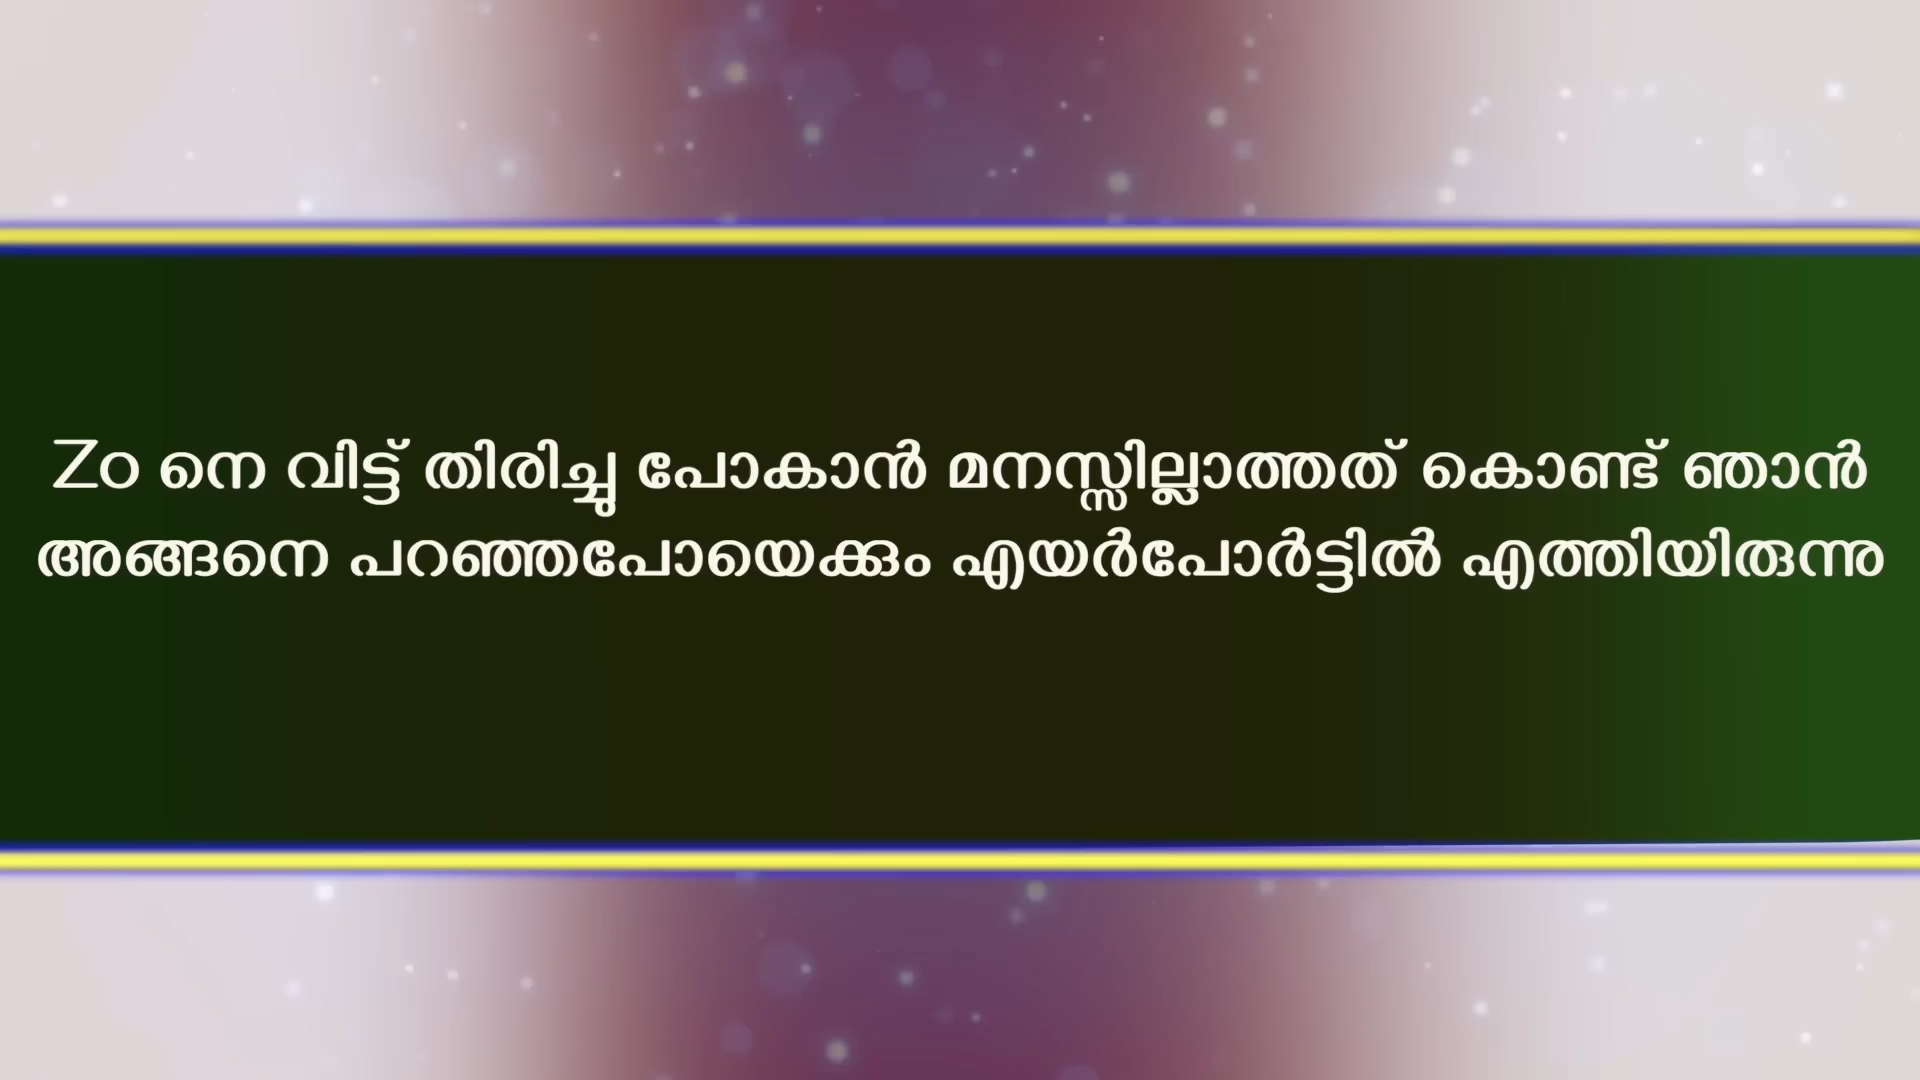 Zo നെ വിട്ട് തിരിച്ചു പോകാൻ മനസ്സില്ലാത്തത് കൊണ്ട് ഞാൻ
അങ്ങനെ പറഞ്ഞപോയെക്കും എയർപോർട്ടിൽ എത്തിയിരുന്നു